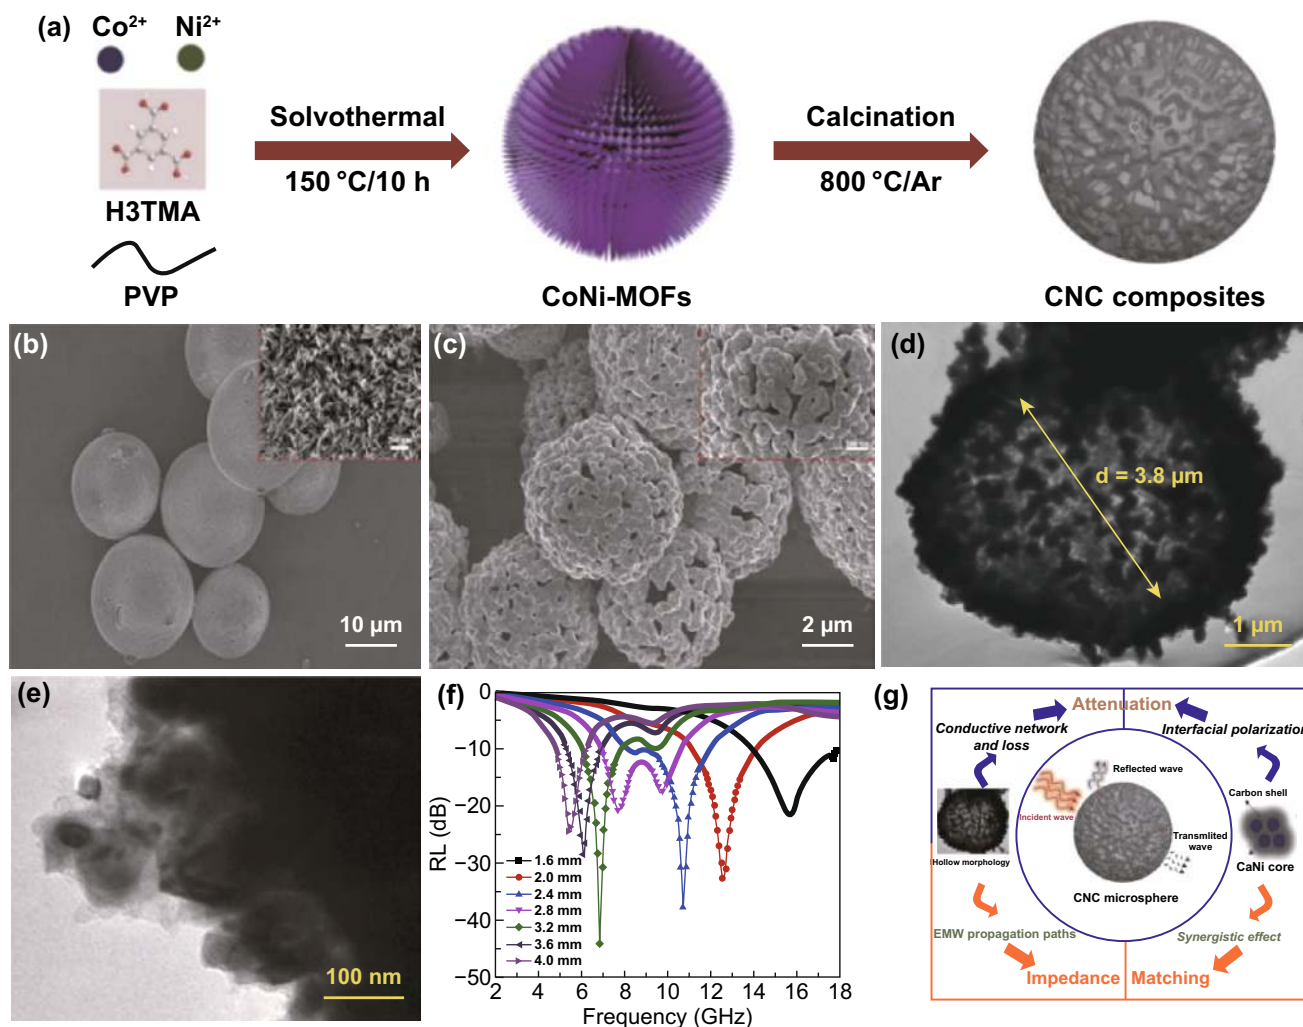 (a)
Co²⁺ Ni²⁺
H3TMA
PVP
Solvothermal
150 °C/10 h
CoNi-MOFs
Calcination
800 °C/Ar
CNC composites
(b)
10 µm
(c)
2 µm
(d)
d = 3.8 µm
1 µm
(e)
100 nm
(f)
RL (dB)
0
−10
−20
−30
−40
−50
1.6 mm
2.0 mm
2.4 mm
2.8 mm
3.2 mm
3.6 mm
4.0 mm
2 4 6 8 10 12 14 16 18
Frequency (GHz)
(g)
Attenuation
Conductive network
and loss
Interfacial polarization
Reflected wave
Incident wave
Carbon shell
Transmlited
wave
Hollow morphology
CaNi core
CNC microsphere
EMW propagation paths
Synergistic effect
Impedance Matching